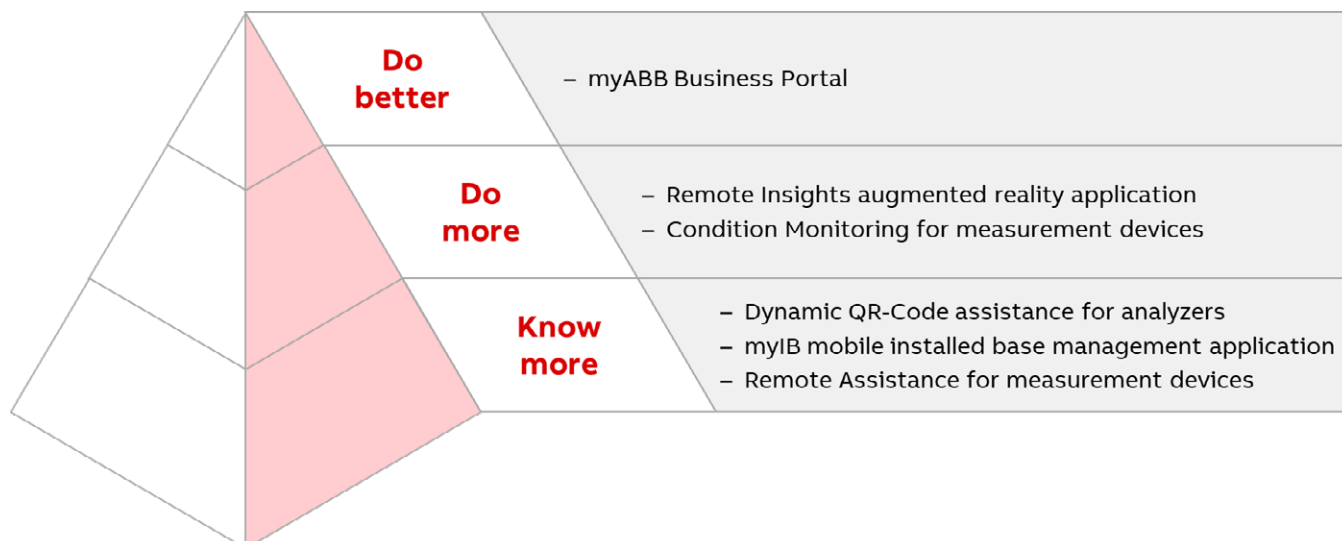 Do
better
– myABB Business Portal
Do
more
– Remote Insights augmented reality application
– Condition Monitoring for measurement devices
Know
more
– Dynamic QR-Code assistance for analyzers
– myIB mobile installed base management application
– Remote Assistance for measurement devices